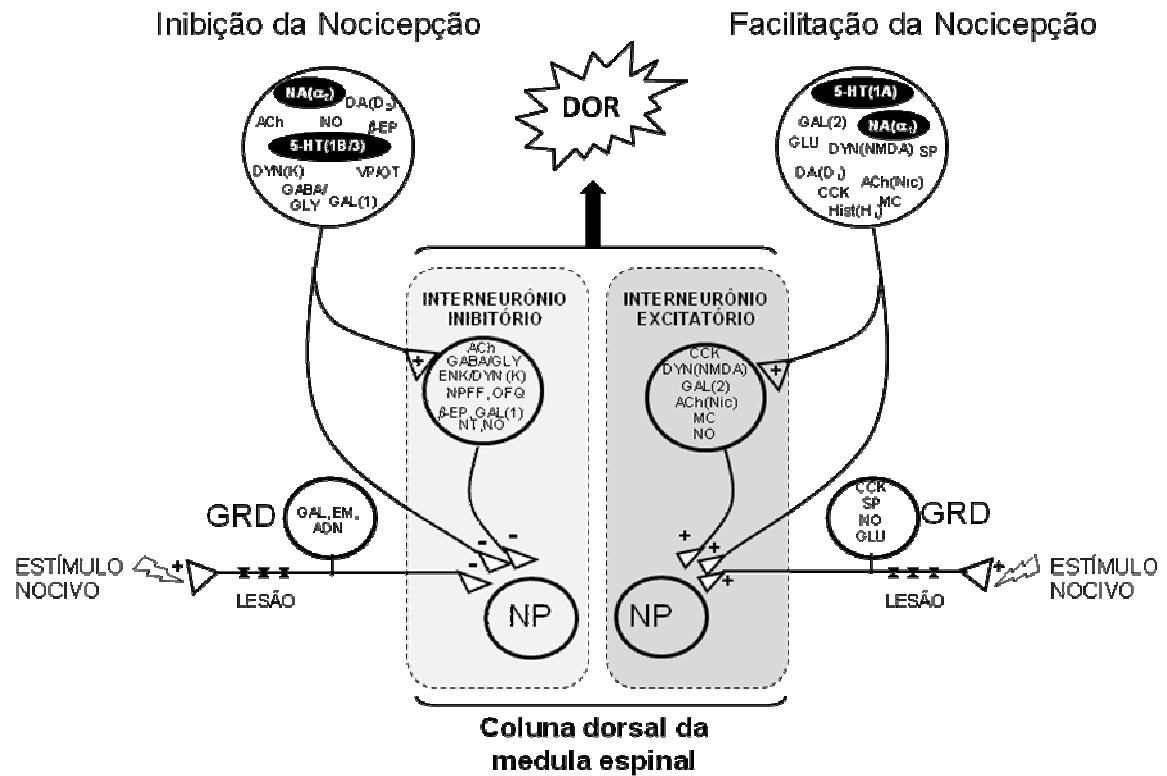 Inibição da Nocicepção
Facilitação da Nocicepção
NA(α₂)
DA(D₂)
ACh
NO
β-EP
5-HT(1B/3)
DYN(K)
VP/OT
GABA/
GLY
GAL(1)
DOR
5-HT(1A)
GAL(2)
NA(α₁)
GLU
DYN(NMDA)
SP
DA(D₁)
ACh(Nic)
CCK
MC
Hist(H₁)
INTERNEURÔNIO
INIBITÓRIO
ACh
GABA/GLY
ENK/DYN (K)
NPFF, OFQ
β-EP, GAL(1)
NT, NO
INTERNEURÔNIO
EXCITATÓRIO
CCK
DYN(NMDA)
GAL(2)
ACh(Nic)
MC
NO
+
+
GRD
GAL, EM,
ADN
CCK
SP
NO
GLU
GRD
ESTÍMULO
NOCIVO
+
LESÃO
-
-
-
NP
+
+
+
NP
LESÃO
+
ESTÍMULO
NOCIVO
Coluna dorsal da
medula espinal